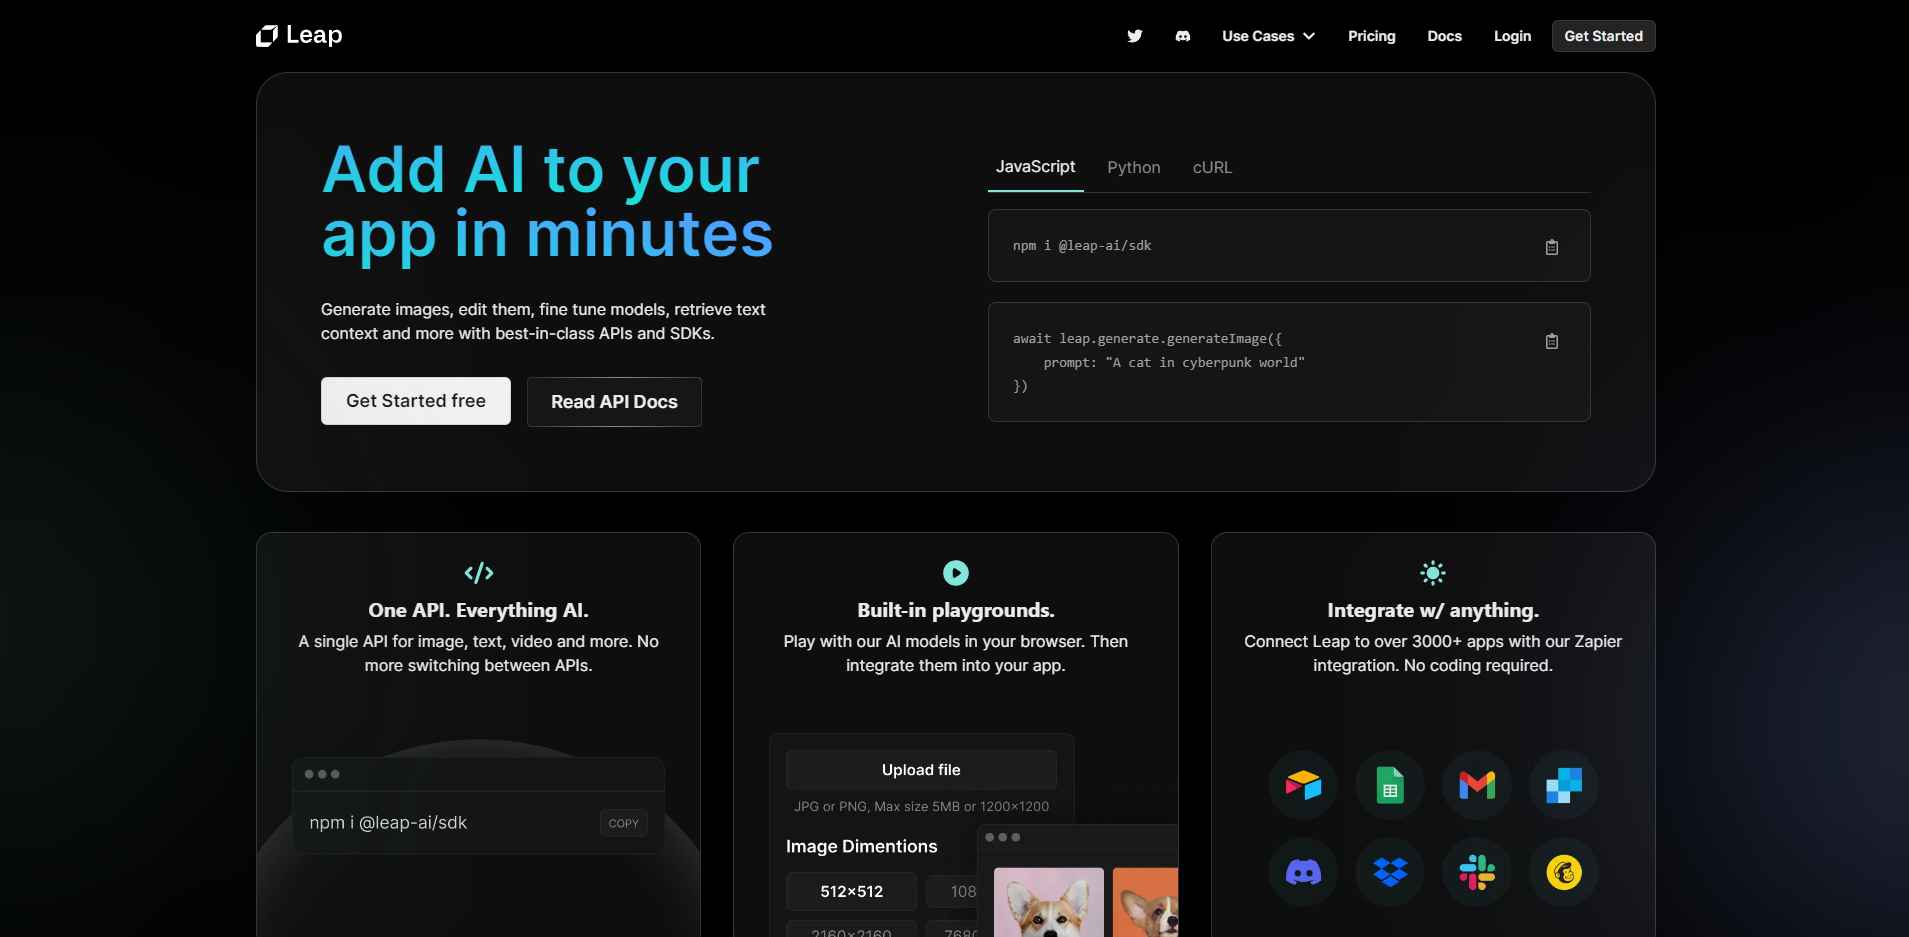 Leap
Use Cases
Pricing
Docs
Login
Get Started
Add AI to your
app in minutes
Generate images, edit them, fine tune models, retrieve text
context and more with best-in-class APIs and SDKs.
Get Started free
Read API Docs
JavaScript
Python
cURL
npm i @leap-ai/sdk
await leap.generate.generateImage({
prompt: "A cat in cyberpunk world"
})
One API. Everything AI.
A single API for image, text, video and more. No
more switching between APIs.
npm i @leap-ai/sdk
COPY
Built-in playgrounds.
Play with our AI models in your browser. Then
integrate them into your app.
Upload file
JPG or PNG, Max size 5MB or 1200×1200
Image Dimentions
512×512
108
2160×2160
768
Integrate w/ anything.
Connect Leap to over 3000+ apps with our Zapier
integration. No coding required.